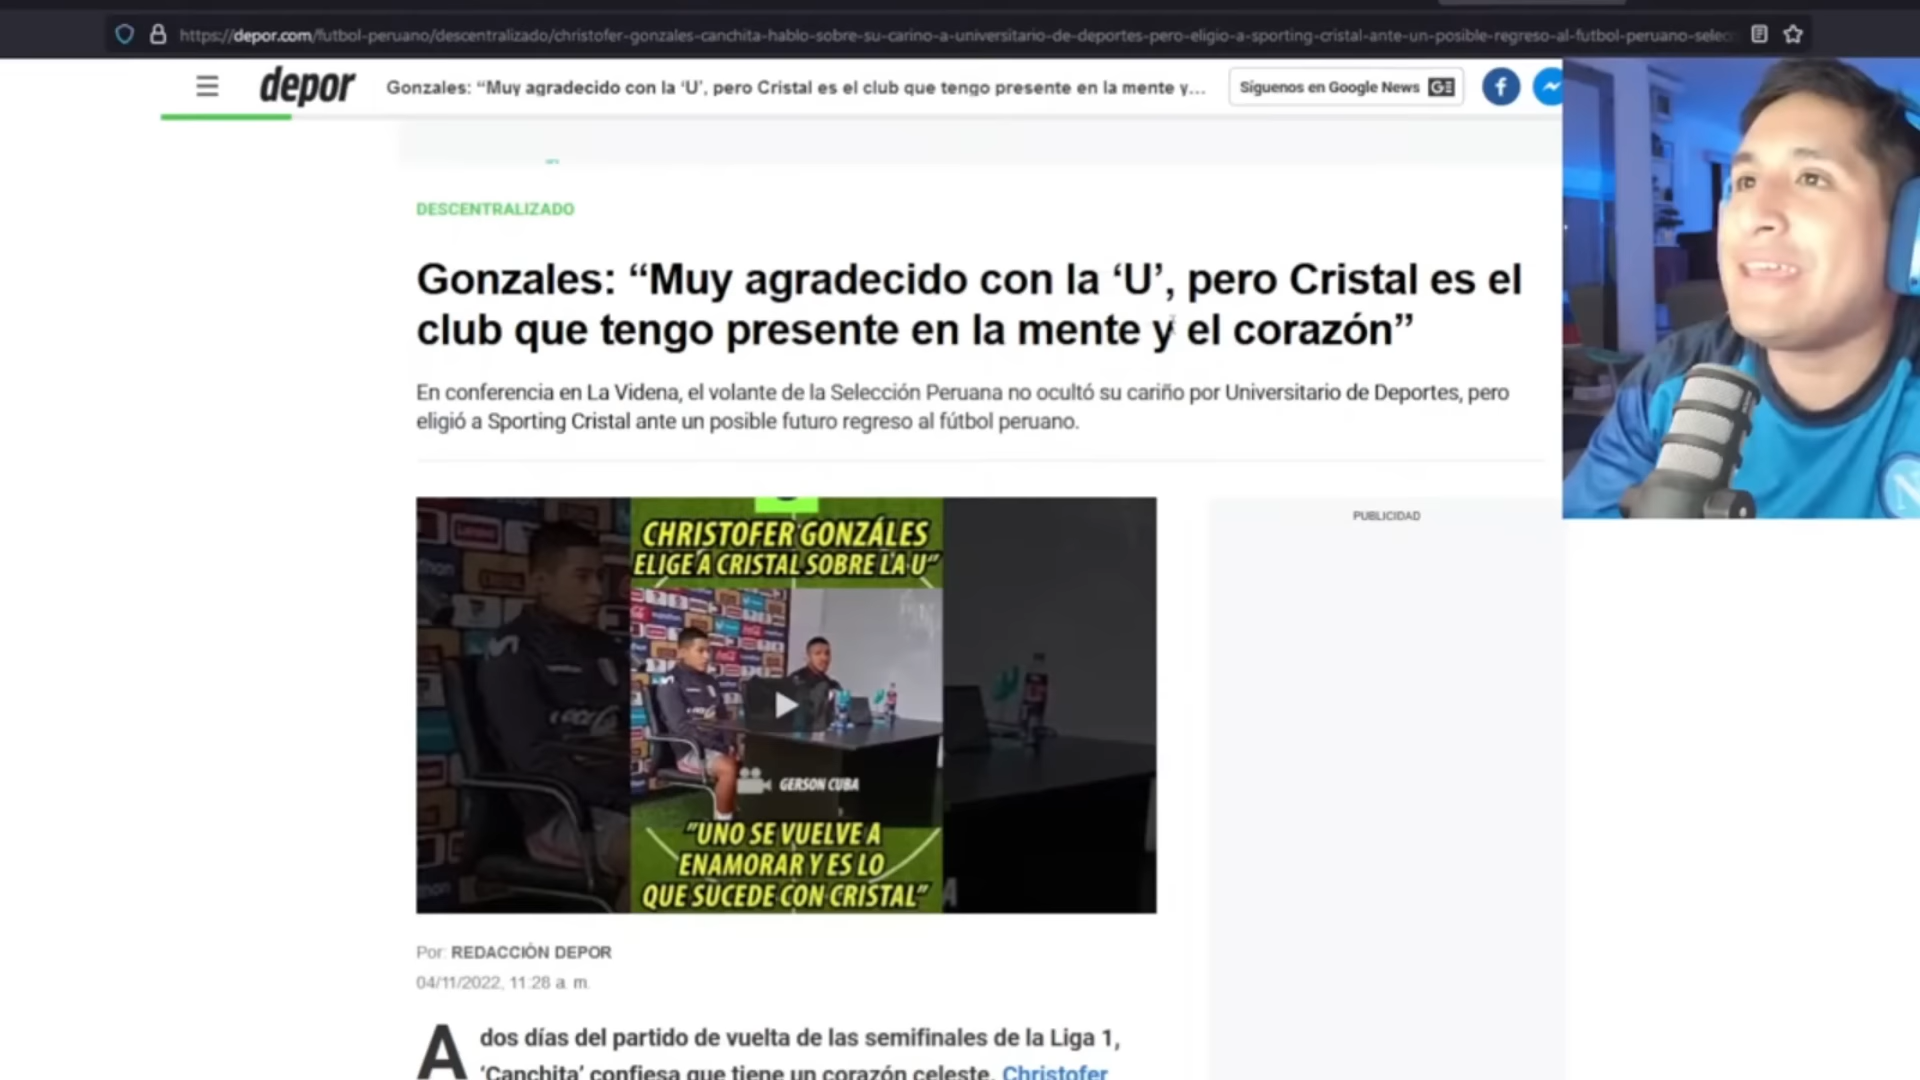 https://depor.com/futbol-peruano/descentralizado/christofer-gonzales-canchita-hablo-sobre-su-carino-a-universitario-de-deportes-pero-eligio-a-sporting-cristal-ante-un-posible-regreso-al-futbol-peruano-selec
depor
Gonzales: “Muy agradecido con la ‘U’, pero Cristal es el club que tengo presente en la mente y...
Síguenos en Google News
DESCENTRALIZADO
Gonzales: “Muy agradecido con la ‘U’, pero Cristal es el
club que tengo presente en la mente y el corazón”
En conferencia en La Videna, el volante de la Selección Peruana no ocultó su cariño por Universitario de Deportes, pero
eligió a Sporting Cristal ante un posible futuro regreso al fútbol peruano.
CHRISTOFER GONZÁLES
ELIGE A CRISTAL SOBRE LA U”
GERSON CUBA
”UNO SE VUELVE A
ENAMORAR Y ES LO
QUE SUCEDE CON CRISTAL”
PUBLICIDAD
Por: REDACCIÓN DEPOR
04/11/2022, 11:28 a. m.
A dos días del partido de vuelta de las semifinales de la Liga 1,
‘Canchita’ confiesa que tiene un corazón celeste. Christofer